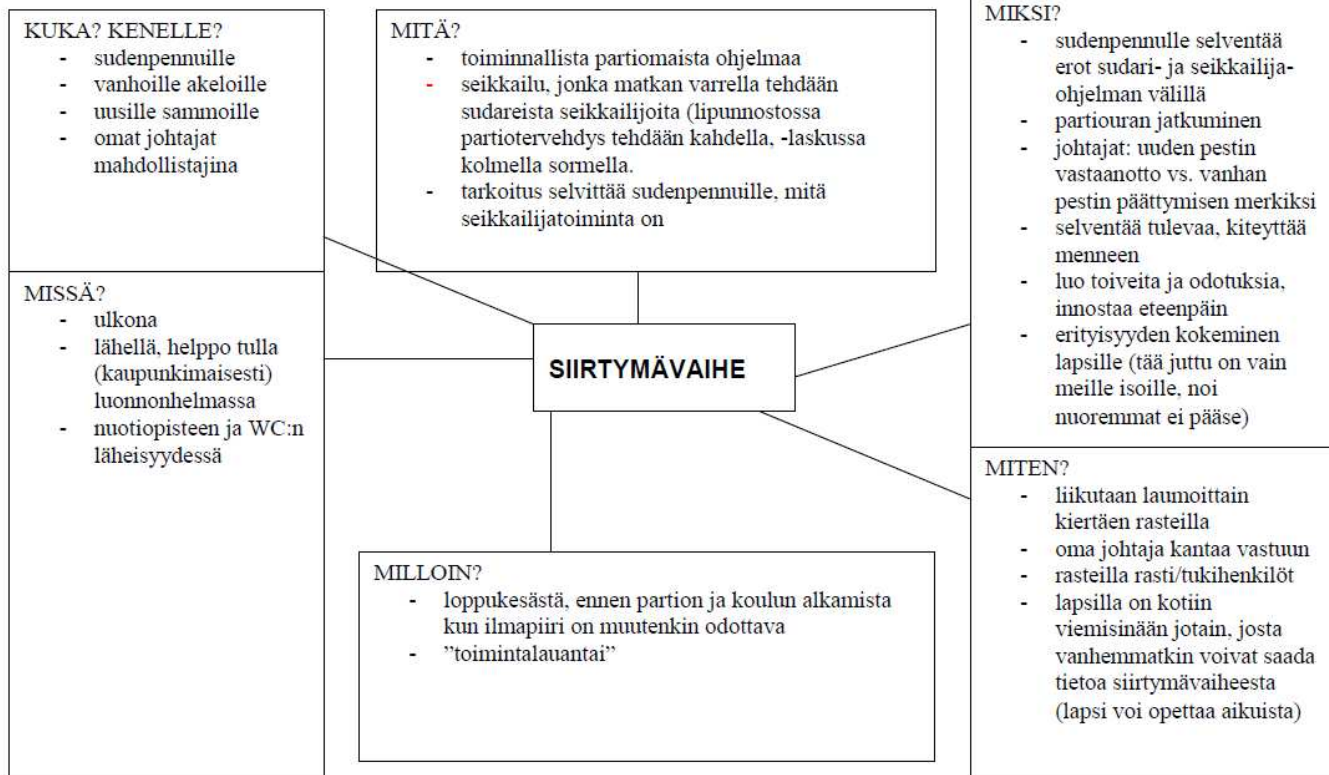 KUKA? KENELLE?
- sudenpennuille
- vanhoille akeloille
- uusille sammoille
- omat johtajat
mahdollistajina
MITÄ?
- toiminnallista partiomaista ohjelmaa
- seikkailu, jonka matkan varrella tehdään
sudareista seikkailijoita (lipunnostossa
partiotervehdys tehdään kahdella, -laskussa
kolmella sormella.
- tarkoitus selvittää sudenpennuille, mitä
seikkailijatoiminta on
MIKSI?
- sudenpennulle selventää
erot sudari- ja seikkailija-
ohjelman välillä
- partiouran jatkuminen
- johtajat: uuden pestin
vastaanotto vs. vanhan
pestin päättymisen merkiksi
- selventää tulevaa, kiteyttää
menneen
- luo toiveita ja odotuksia,
innostaa eteenpäin
- erityisyyden kokeminen
lapsille (tää juttu on vain
meille isoille, noi
nuoremmat ei pääse)
MISSÄ?
- ulkona
- lähellä, helppo tulla
(kaupunkimaisesti)
luonnonhelmassa
- nuotiopisteen ja WC:n
läheisyydessä
SIIRTYMÄVAIHE
MITEN?
- liikutaan laumoittain
kiertäen rasteilla
- oma johtaja kantaa vastuun
- rasteilla rasti/tukihenkilöt
- lapsilla on kotiin
viemisinään jotain, josta
vanhemmatkin voivat saada
tietoa siirtymävaiheesta
(lapsi voi opettaa aikuista)
MILLOIN?
- loppukesästä, ennen partion ja koulun alkamista
kun ilmapiiri on muutenkin odottava
- ”toimintalauantai”